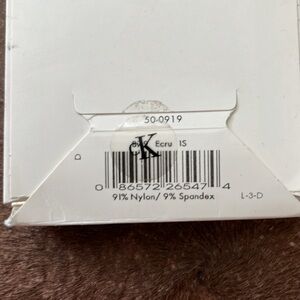 50-0919
cK
Ecru 1S
D
0 86572 26547 4
91% Nylon/ 9% Spandex
L-3-D